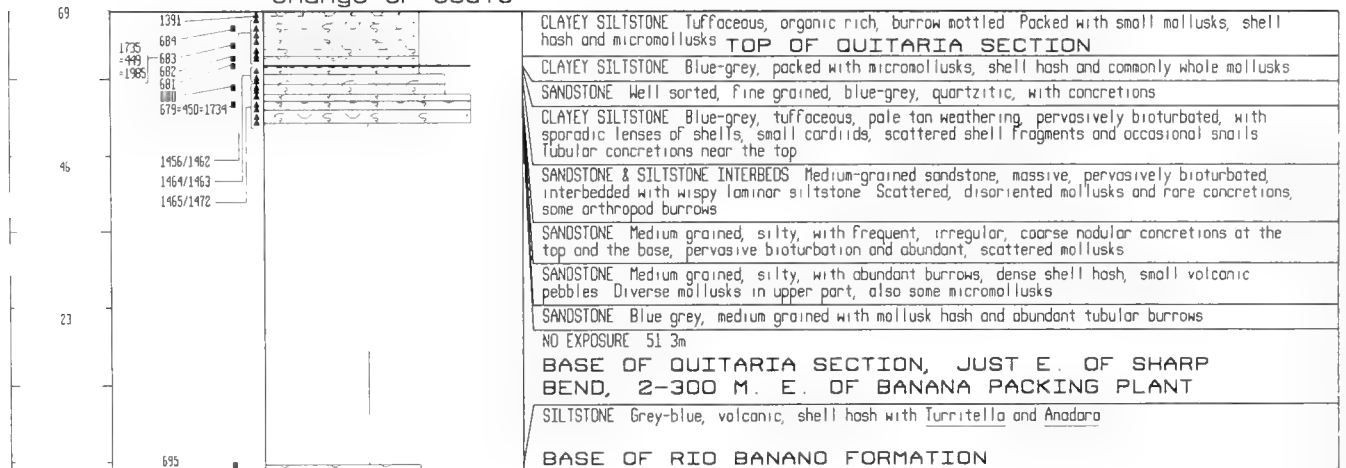 Change of Scale
69
1391
684
1735
=449
=1985
683
682
681
679=450=1734
1456/1462
46
1464/1463
1465/1472
23
695
CLAYEY SILTSTONE Tuffaceous, organic rich, burrow mottled Packed with small mollusks, shell
hash and micromollusks TOP OF QUITARIA SECTION
CLAYEY SILTSTONE Blue-grey, packed with micromollusks, shell hash and commonly whole mollusks
SANDSTONE Well sorted, fine grained, blue-grey, quartzitic, with concretions
CLAYEY SILTSTONE Blue-grey, tuffaceous, pale tan weathering, pervasively bioturbated, with
sporadic lenses of shells, small cardiids, scattered shell fragments and occasional snails
Tubular concretions near the top
SANDSTONE & SILTSTONE INTERBEDS Medium-grained sandstone, massive, pervasively bioturbated,
interbedded with wispy laminar siltstone Scattered, disoriented mollusks and rare concretions,
some arthropod burrows
SANDSTONE Medium grained, silty, with frequent, irregular, coarse nodular concretions at the
top and the base, pervasive bioturbation and abundant, scattered mollusks
SANDSTONE Medium grained, silty, with abundant burrows, dense shell hash, small volcanic
pebbles Diverse mollusks in upper part, also some micromollusks
SANDSTONE Blue grey, medium grained with mollusk hash and abundant tubular burrows
NO EXPOSURE 51 3m
BASE OF QUITARIA SECTION, JUST E. OF SHARP
BEND, 2-300 M. E. OF BANANA PACKING PLANT
SILTSTONE Grey-blue, volcanic, shell hash with Turritella and Anadara
BASE OF RIO BANANO FORMATION